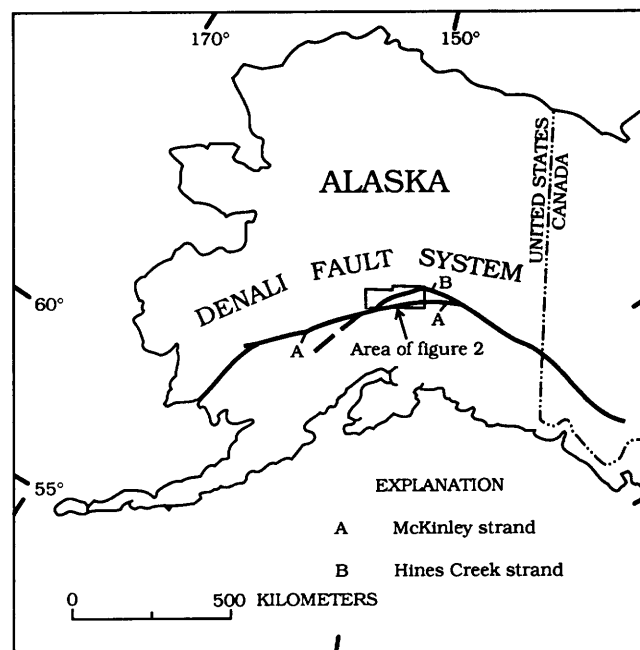 170°
150°
UNITED STATES
CANADA
ALASKA
DENALI FAULT SYSTEM
B
60°
A
A
Area of figure 2
55°
EXPLANATION
A McKinley strand
B Hines Creek strand
0 500 KILOMETERS